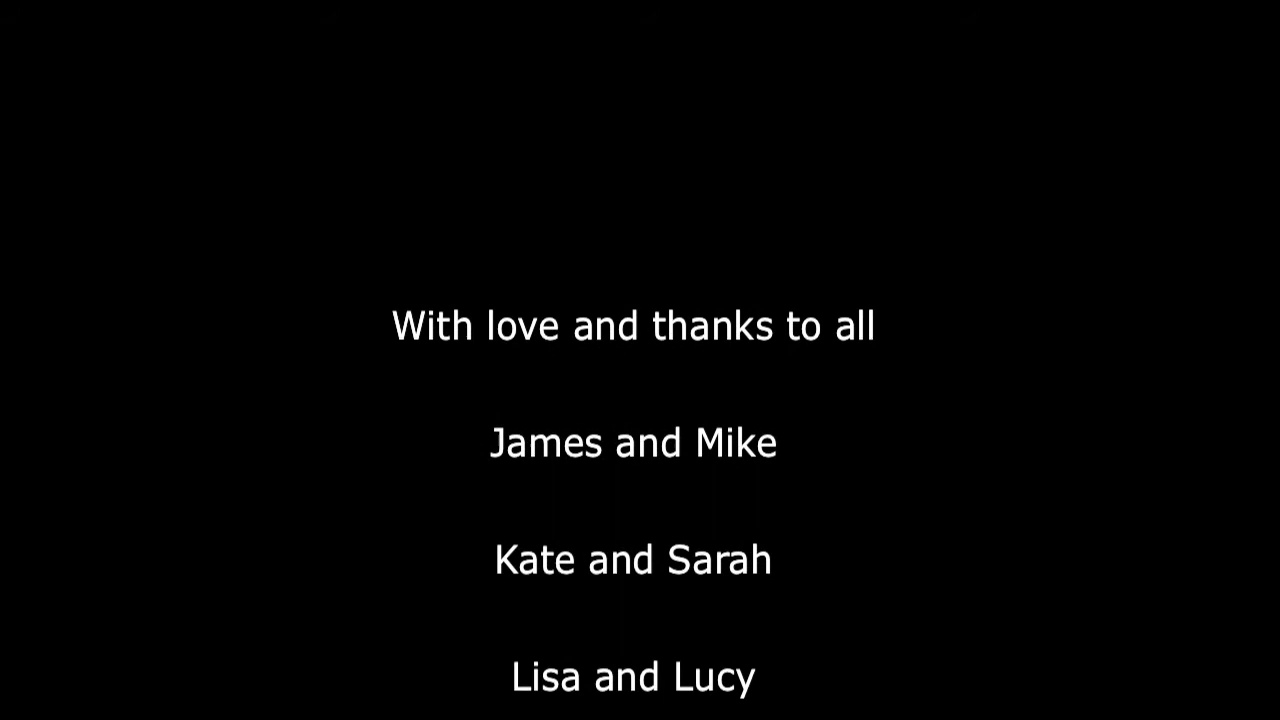 With love and thanks to all
James and Mike
Kate and Sarah
Lisa and Lucy